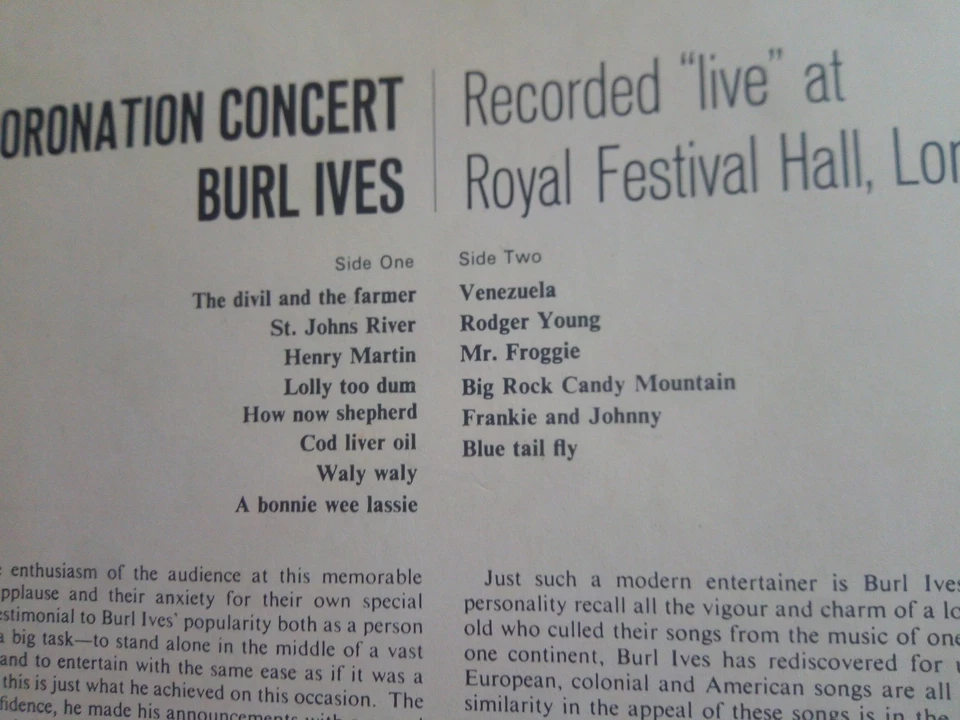 ORONATION CONCERT
BURL IVES
Recorded "live" at
Royal Festival Hall, Lon
Side One
The divil and the farmer
St. Johns River
Henry Martin
Lolly too dum
How now shepherd
Cod liver oil
Waly waly
A bonnie wee lassie
Side Two
Venezuela
Rodger Young
Mr. Froggie
Big Rock Candy Mountain
Frankie and Johnny
Blue tail fly
enthusiasm of the audience at this memorable
pplause and their anxiety for their own special
estimonial to Burl Ives' popularity both as a person
a big task—to stand alone in the middle of a vast
and to entertain with the same ease as if it was a
this is just what he achieved on this occasion. The
fidence, he made his announcements
Just such a modern entertainer is Burl Ives
personality recall all the vigour and charm of a lo
old who culled their songs from the music of one
one continent, Burl Ives has rediscovered for
European, colonial and American songs are all
similarity in the appeal of these songs is in the